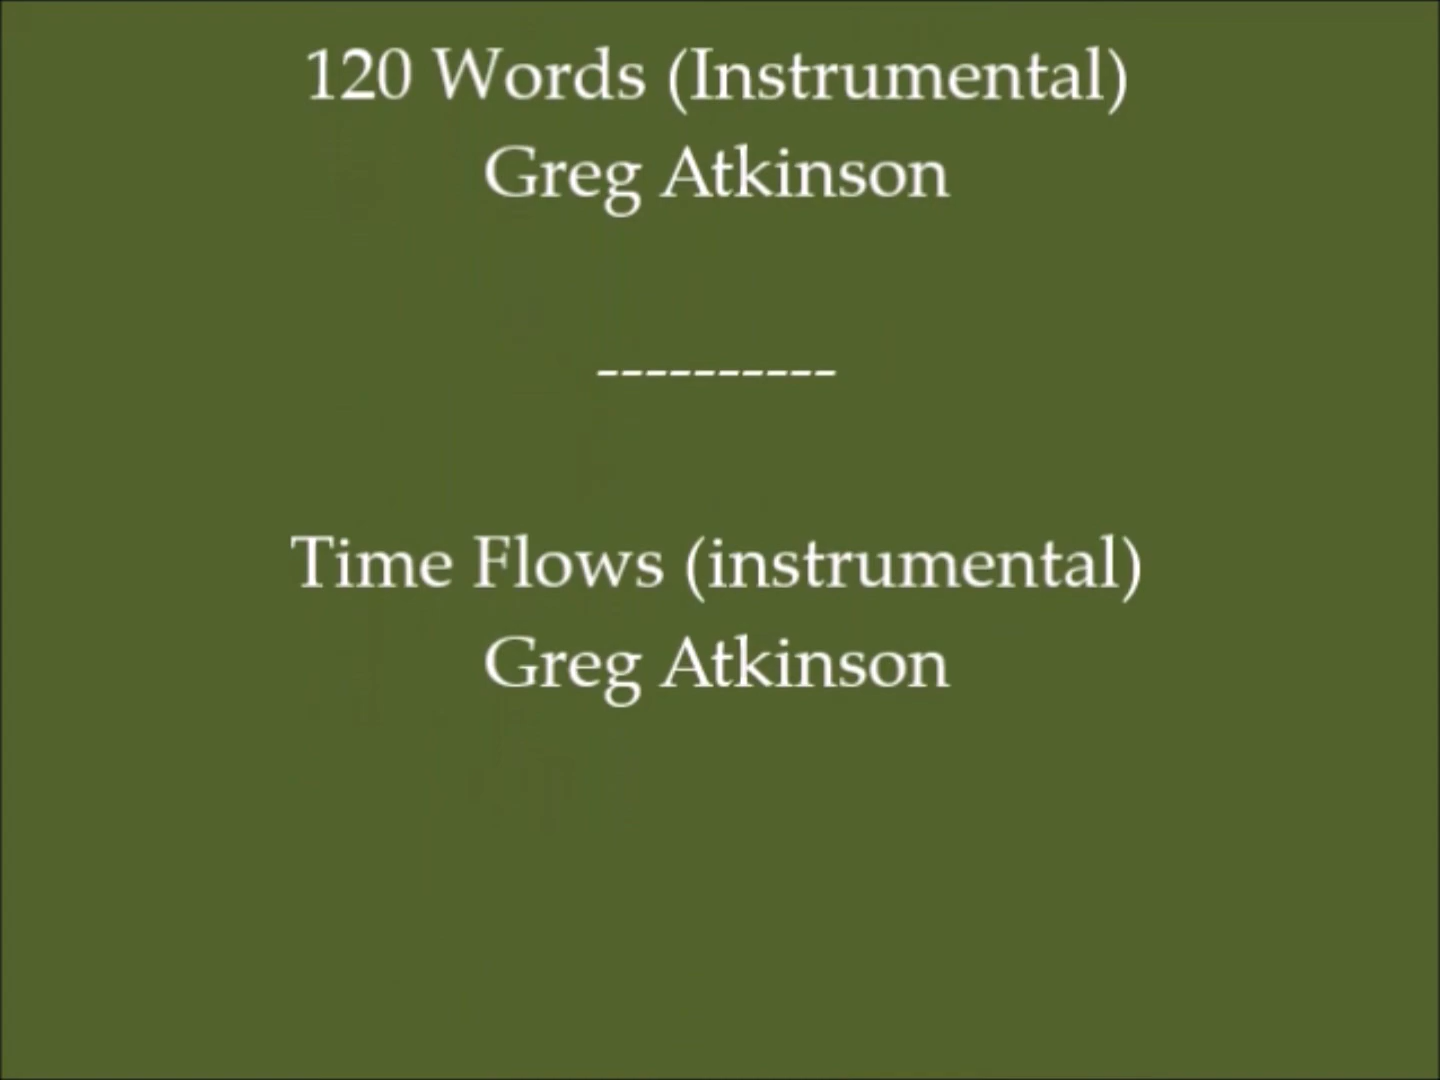 120 Words (Instrumental)
Greg Atkinson
----------
Time Flows (instrumental)
Greg Atkinson